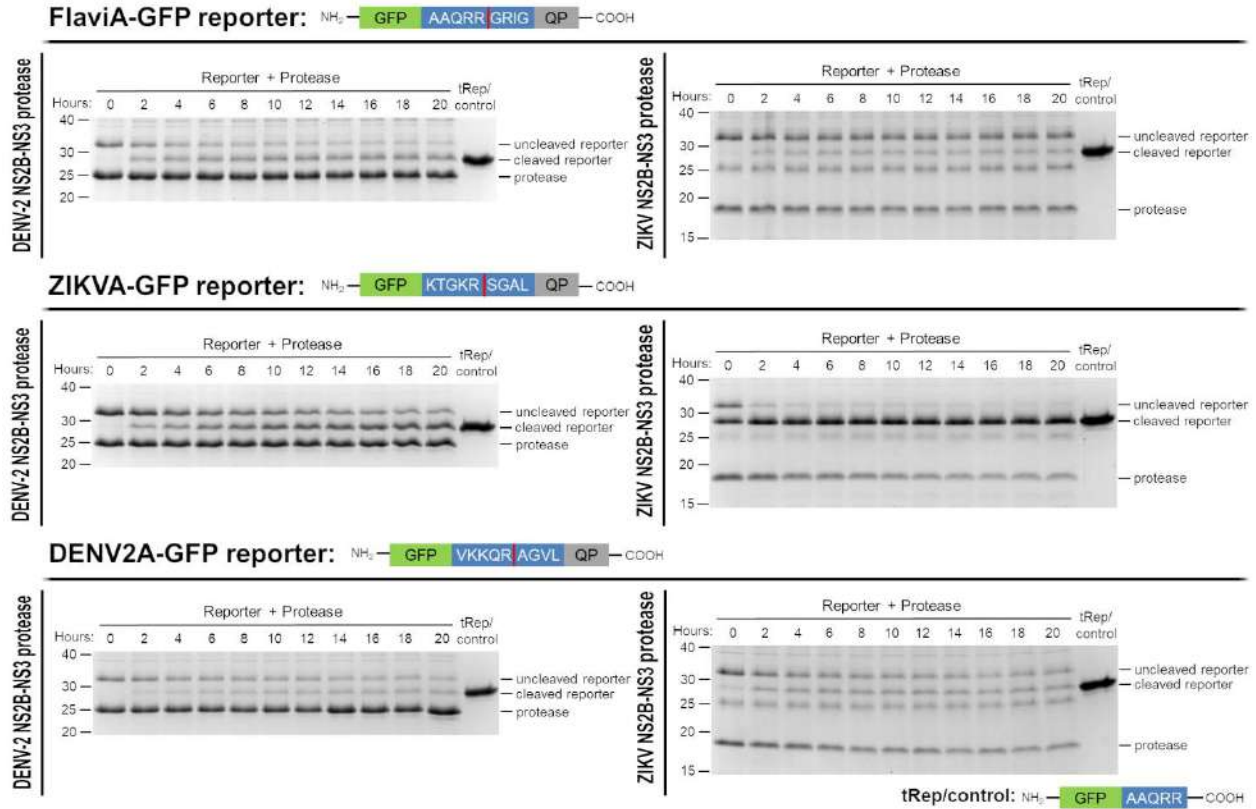 FlaviA-GFP reporter: NH2 GFP AAQRR GRIG QP COOH
DENV-2 NS2B-NS3 protease
Reporter + Protease
Hours: 0 2 4 6 8 10 12 14 16 18 20 tRep/control
40
30
25
20
uncleaved reporter
cleaved reporter
protease
ZIKV NS2B-NS3 protease
Reporter + Protease
Hours: 0 2 4 6 8 10 12 14 16 18 20 tRep/control
40
30
25
20
15
uncleaved reporter
cleaved reporter
protease
ZIKVA-GFP reporter: NH2 GFP KTGKR SGAL QP COOH
DENV-2 NS2B-NS3 protease
Reporter + Protease
Hours: 0 2 4 6 8 10 12 14 16 18 20 tRep/control
40
30
25
20
uncleaved reporter
cleaved reporter
protease
ZIKV NS2B-NS3 protease
Reporter + Protease
Hours: 0 2 4 6 8 10 12 14 16 18 20 tRep/control
40
30
25
20
15
uncleaved reporter
cleaved reporter
protease
DENV2A-GFP reporter: NH2 GFP VKKQR AGVL QP COOH
DENV-2 NS2B-NS3 protease
Reporter + Protease
Hours: 0 2 4 6 8 10 12 14 16 18 20 tRep/control
40
30
25
20
uncleaved reporter
cleaved reporter
protease
ZIKV NS2B-NS3 protease
Reporter + Protease
Hours: 0 2 4 6 8 10 12 14 16 18 20 tRep/control
40
30
25
20
15
uncleaved reporter
cleaved reporter
protease
tRep/control: NH2 GFP AAQRR COOH